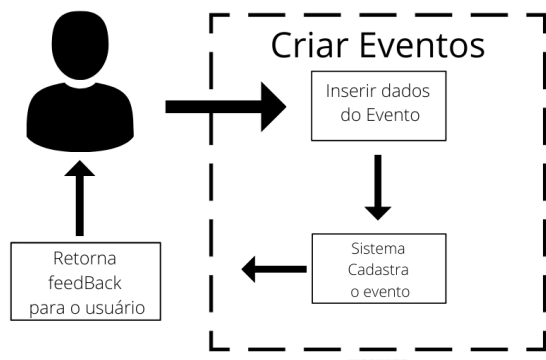 Criar Eventos
Inserir dados
do Evento
Sistema
Cadastra
o evento
Retorna
feedBack
para o usuário